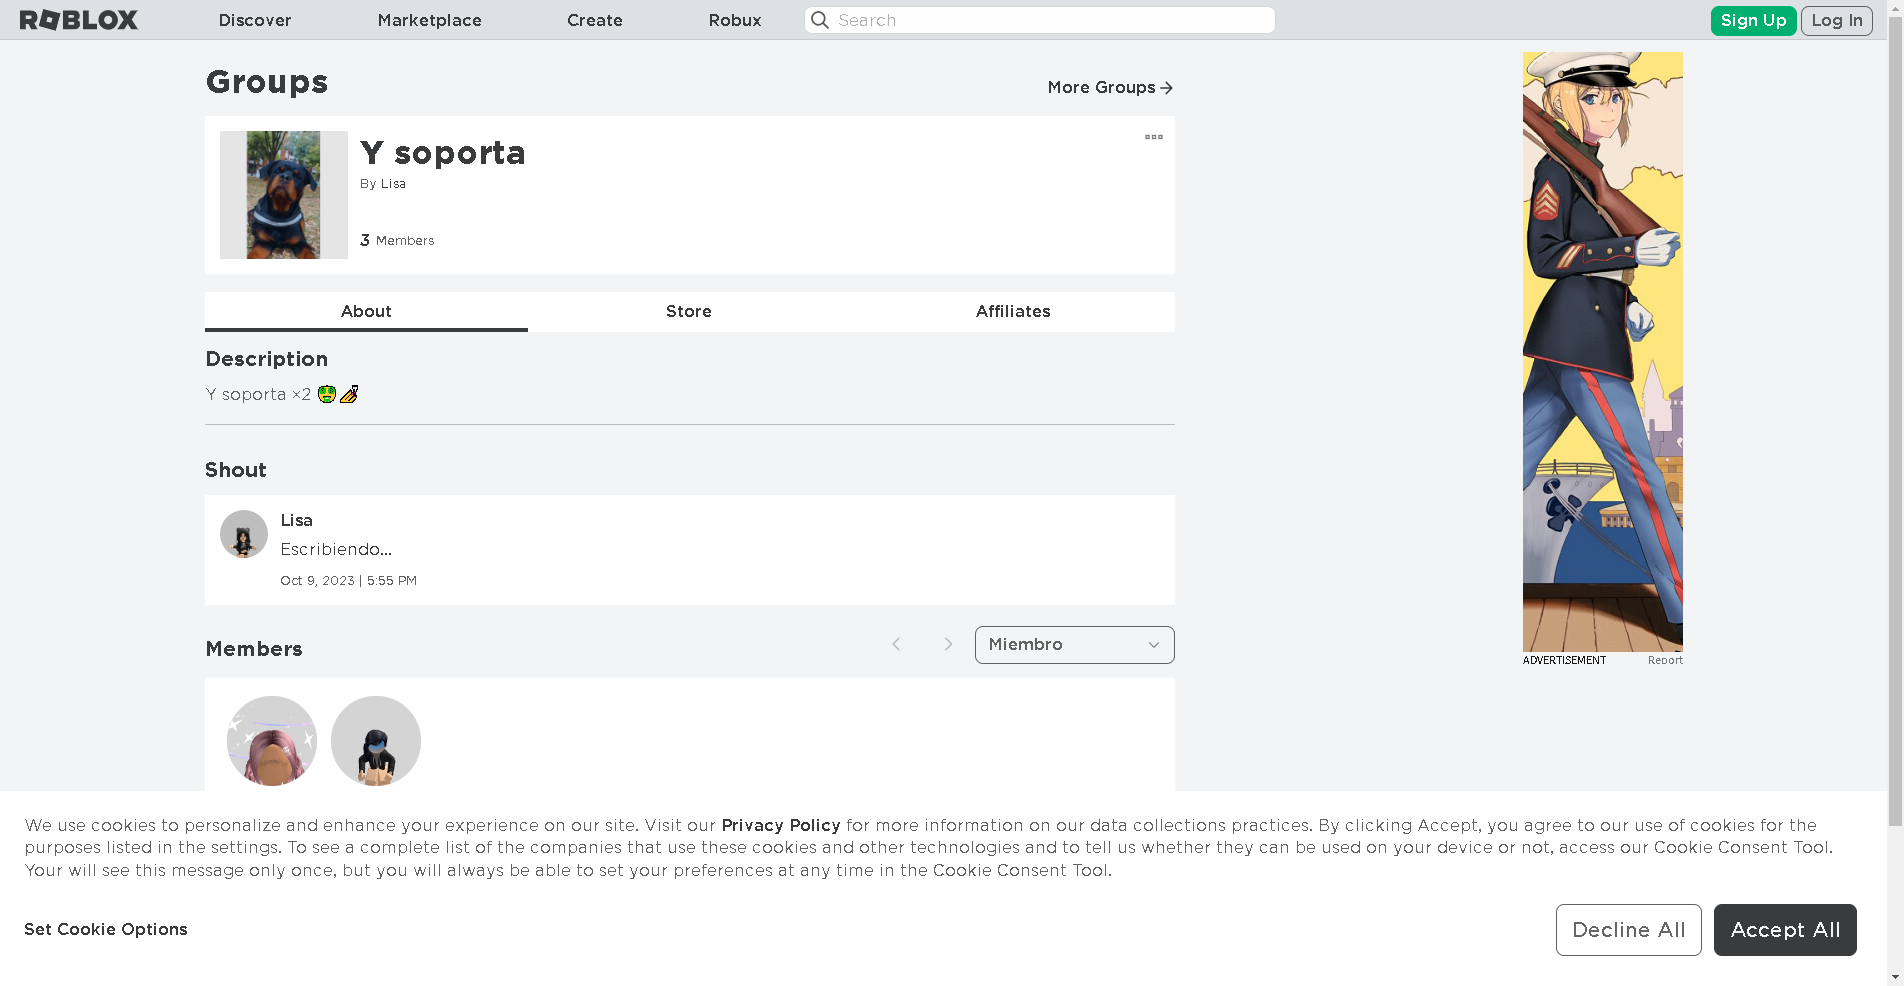 ROBLOX Discover Marketplace Create Robux Search Sign Up Log In
Groups
More Groups
Y soporta
By Lisa
3 Members
About Store Affiliates
Description
Y soporta ×2 🤑💅
Shout
Lisa
Escribiendo...
Oct 9, 2023 | 5:55 PM
Members
Miembro
ADVERTISEMENT Report
We use cookies to personalize and enhance your experience on our site. Visit our Privacy Policy for more information on our data collections practices. By clicking Accept, you agree to our use of cookies for the
purposes listed in the settings. To see a complete list of the companies that use these cookies and other technologies and to tell us whether they can be used on your device or not, access our Cookie Consent Tool.
Your will see this message only once, but you will always be able to set your preferences at any time in the Cookie Consent Tool.
Set Cookie Options
Decline All Accept All